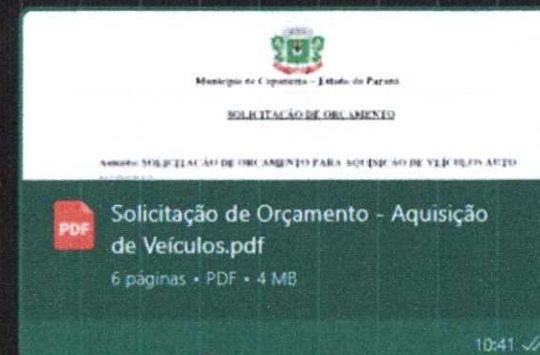 Município de Capanema - Estado do Paraná
SOLICITAÇÃO DE ORÇAMENTO
Assunto: SOLICITAÇÃO DE ORÇAMENTO PARA AQUISIÇÃO DE VEÍCULOS AUTO
PDF
Solicitação de Orçamento - Aquisição
de Veículos.pdf
6 páginas • PDF • 4 MB
10:41